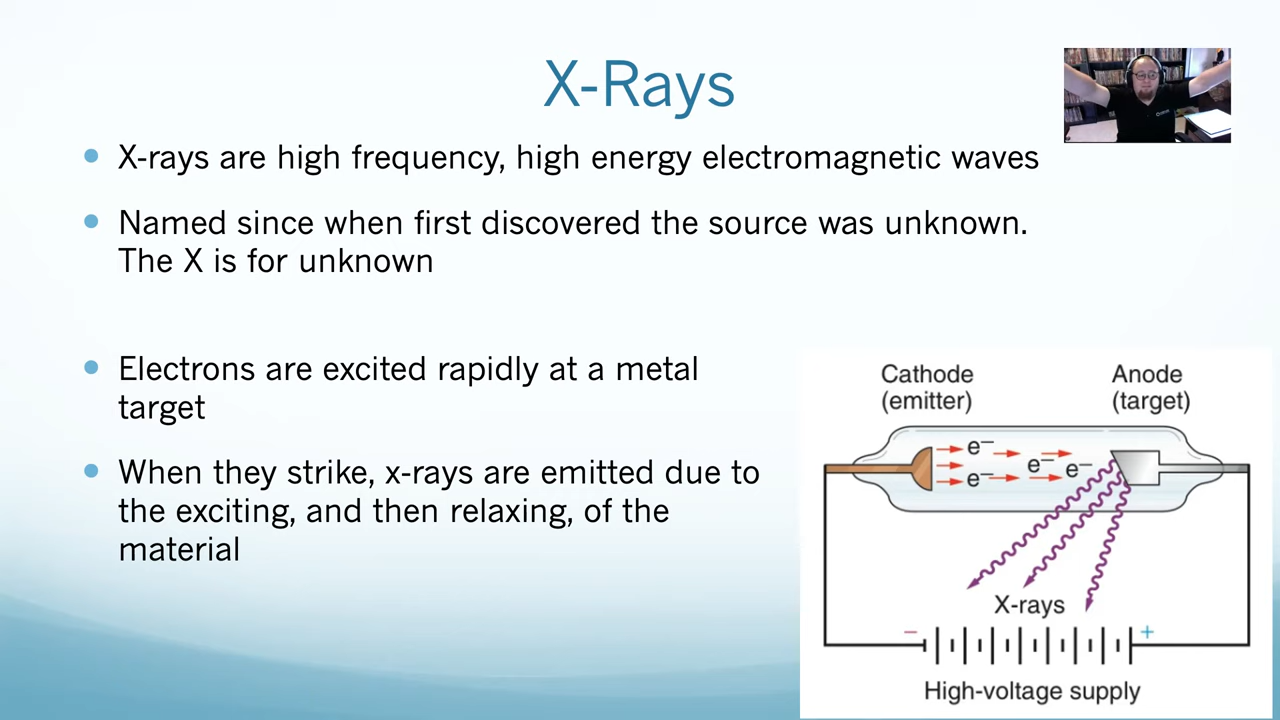 X-Rays
X-rays are high frequency, high energy electromagnetic waves
Named since when first discovered the source was unknown.
The X is for unknown
Electrons are excited rapidly at a metal
target
When they strike, x-rays are emitted due to
the exciting, and then relaxing, of the
material
Cathode
(emitter)
Anode
(target)
e−
e−
e−
e−
X-rays
− +
High-voltage supply